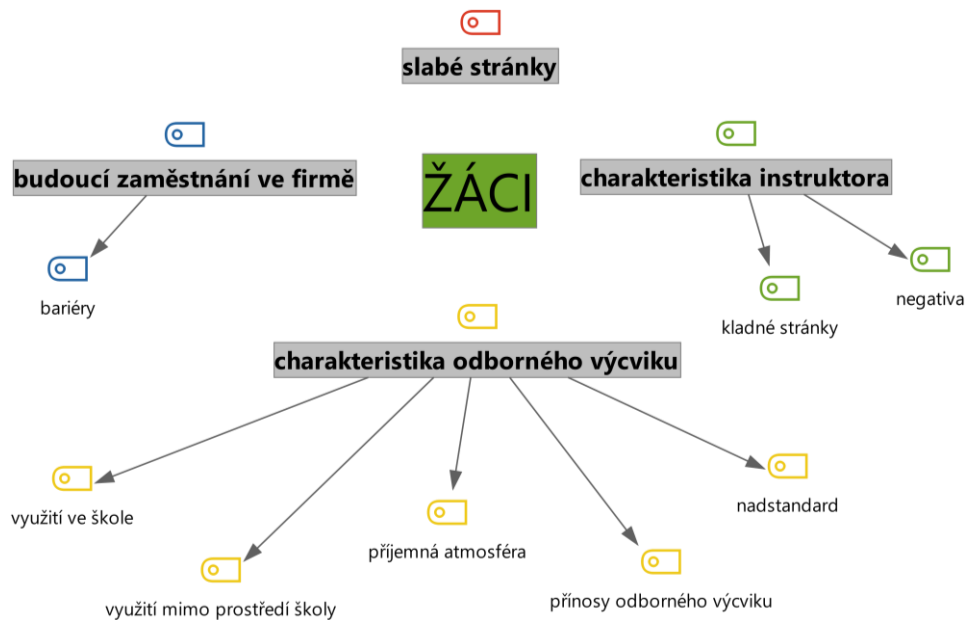 slabé stránky
budoucí zaměstnání ve firmě
ŽÁCI
charakteristika instruktora
bariéry
kladné stránky
negativa
charakteristika odborného výcviku
využití ve škole
využití mimo prostředí školy
příjemná atmosféra
přínosy odborného výcviku
nadstandard